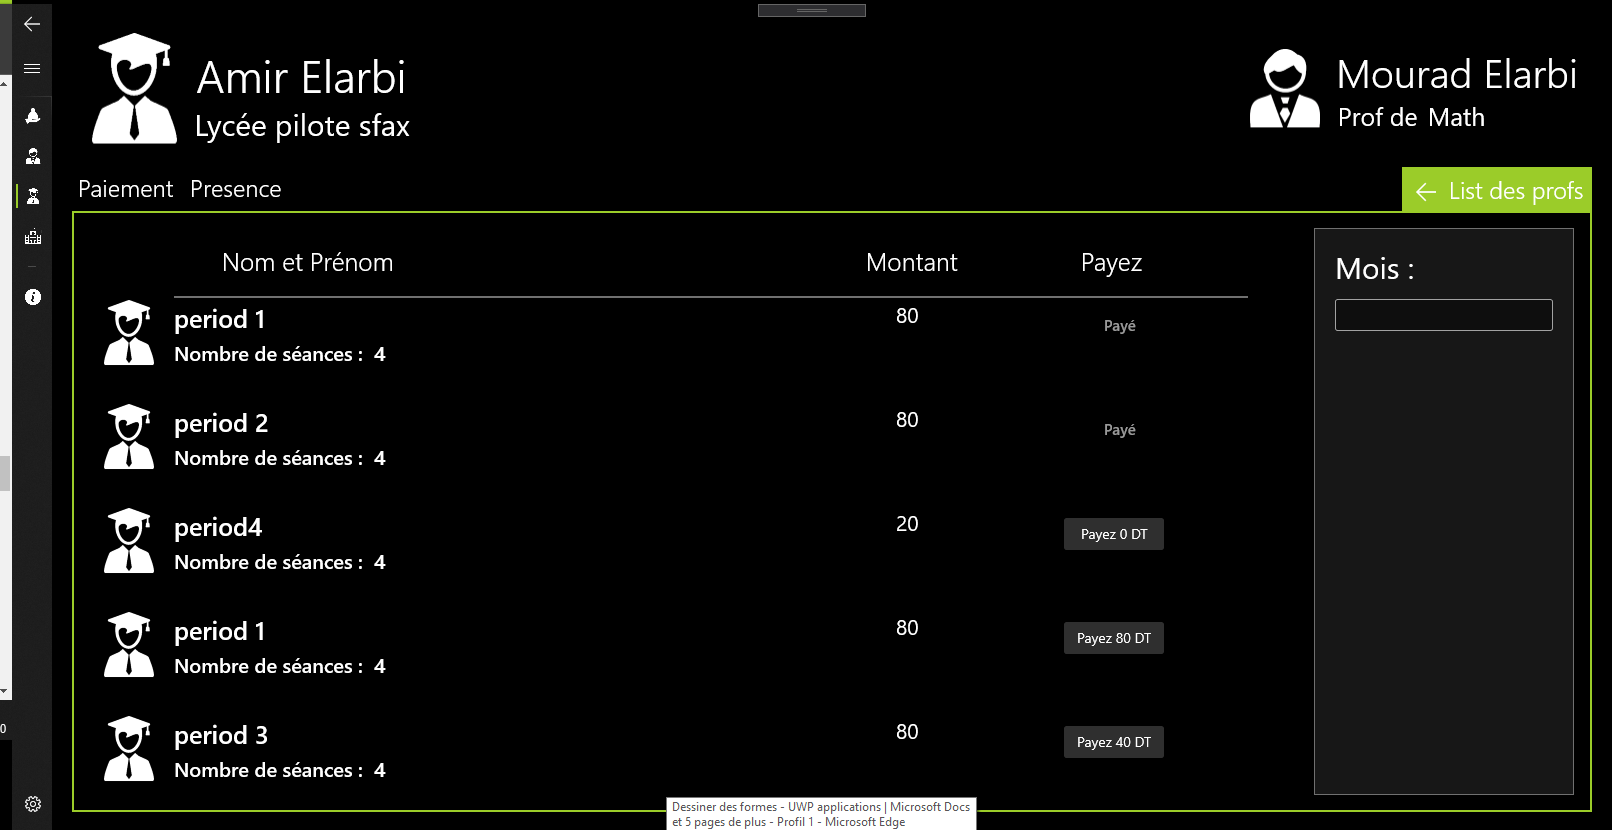 Amir Elarbi
Lycée pilote sfax
Mourad Elarbi
Prof de Math
Paiement Presence
List des profs
Nom et Prénom Montant Payez
Mois :
period 1 80 Payé
Nombre de séances : 4
period 2 80 Payé
Nombre de séances : 4
period4 20 Payez 0 DT
Nombre de séances : 4
period 1 80 Payez 80 DT
Nombre de séances : 4
0
period 3 80 Payez 40 DT
Nombre de séances : 4
Dessiner des formes - UWP applications | Microsoft Docs
et 5 pages de plus - Profil 1 - Microsoft Edge